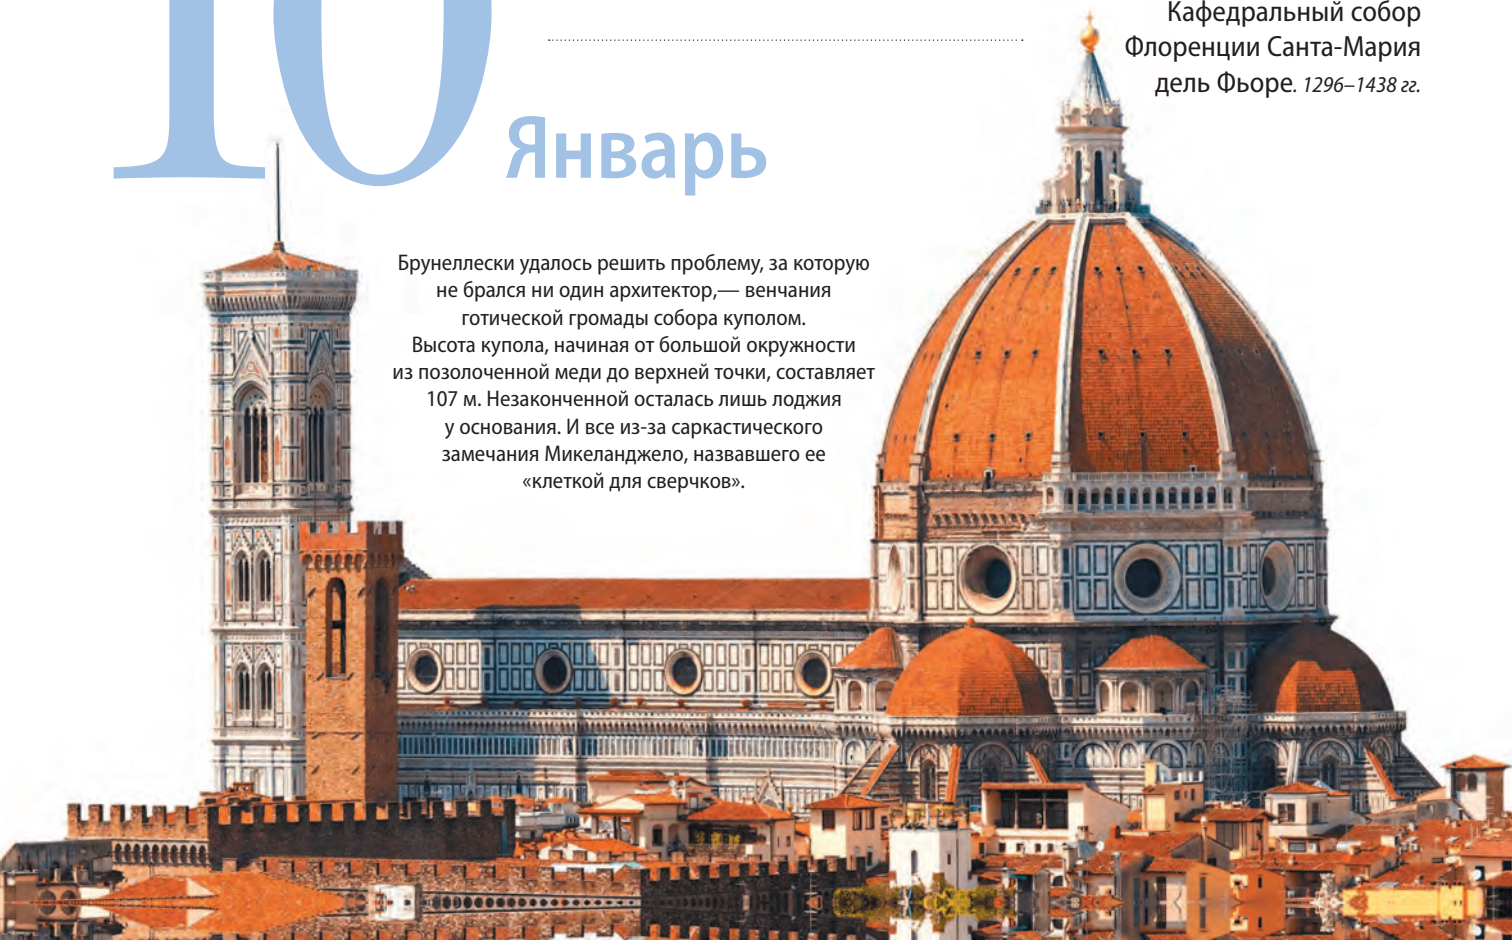 10
Январь
Кафедральный собор
Флоренции Санта-Мария
дель Фьоре. 1296–1438 гг.
Брунеллески удалось решить проблему, за которую
не брался ни один архитектор,— венчания
готической громады собора куполом.
Высота купола, начиная от большой окружности
из позолоченной меди до верхней точки, составляет
107 м. Незаконченной осталась лишь лоджия
у основания. И все из-за саркастического
замечания Микеланджело, назвавшего ее
«клеткой для сверчков».